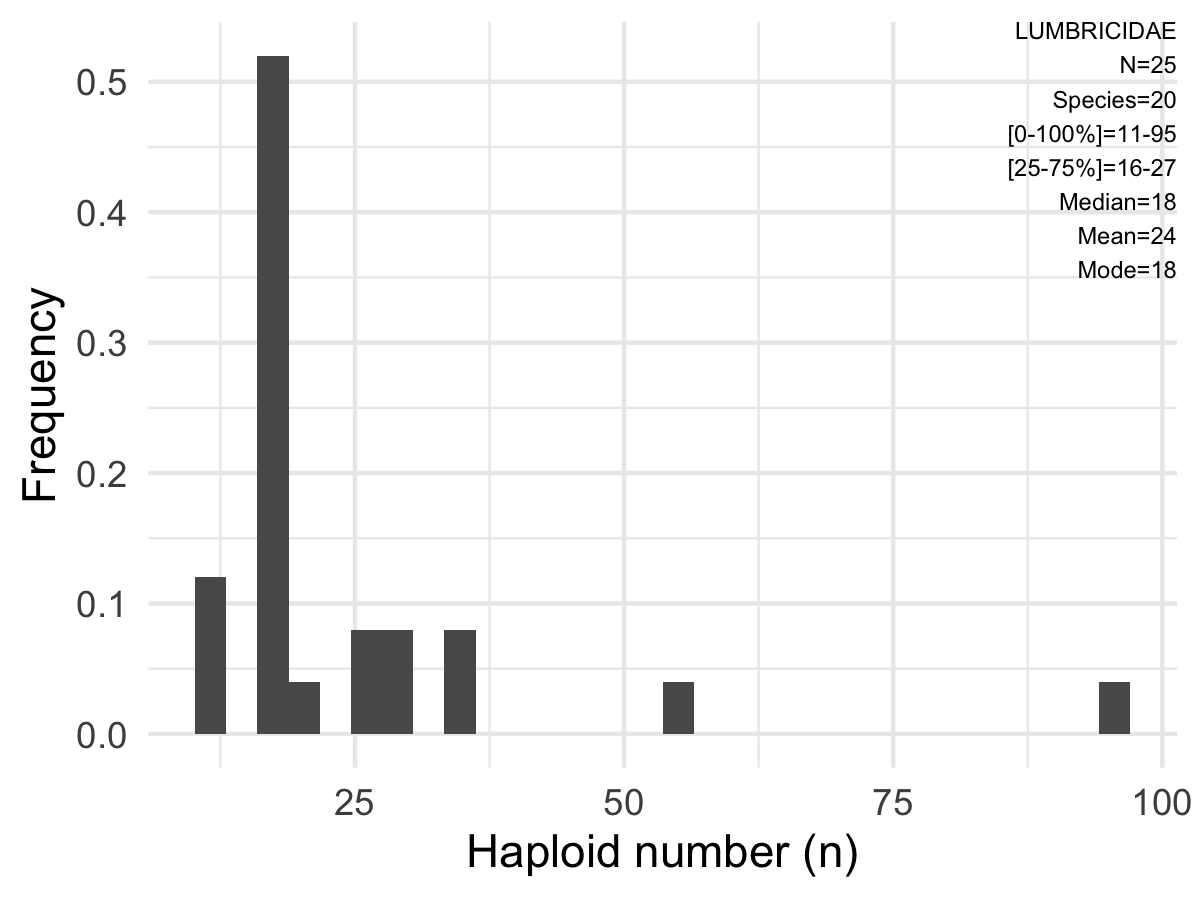 LUMBRICIDAE
N=25
Species=20
[0-100%]=11-95
[25-75%]=16-27
Median=18
Mean=24
Mode=18
Frequency
0.5
0.4
0.3
0.2
0.1
0.0
25 50 75 100
Haploid number (n)